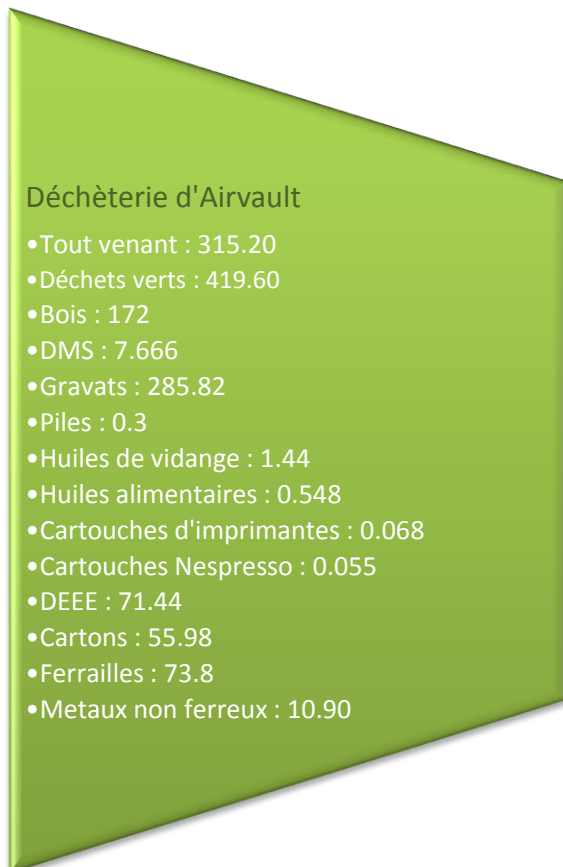 Déchèterie d'Airvault
•Tout venant : 315.20
•Déchets verts : 419.60
•Bois : 172
•DMS : 7.666
•Gravats : 285.82
•Piles : 0.3
•Huiles de vidange : 1.44
•Huiles alimentaires : 0.548
•Cartouches d'imprimantes : 0.068
•Cartouches Nespresso : 0.055
•DEEE : 71.44
•Cartons : 55.98
•Ferrailles : 73.8
•Metaux non ferreux : 10.90